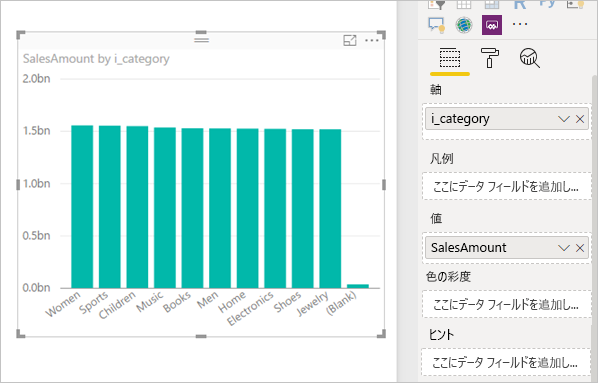 SalesAmount by i_category
2.0bn
1.5bn
1.0bn
0.5bn
0.0bn
Women
Sports
Children
Music
Books
Men
Home
Electronics
Shoes
Jewelry
(Blank)
軸
i_category
凡例
ここにデータ フィールドを追加し...
値
SalesAmount
色の彩度
ここにデータ フィールドを追加し...
ヒント
ここにデータ フィールドを追加し...